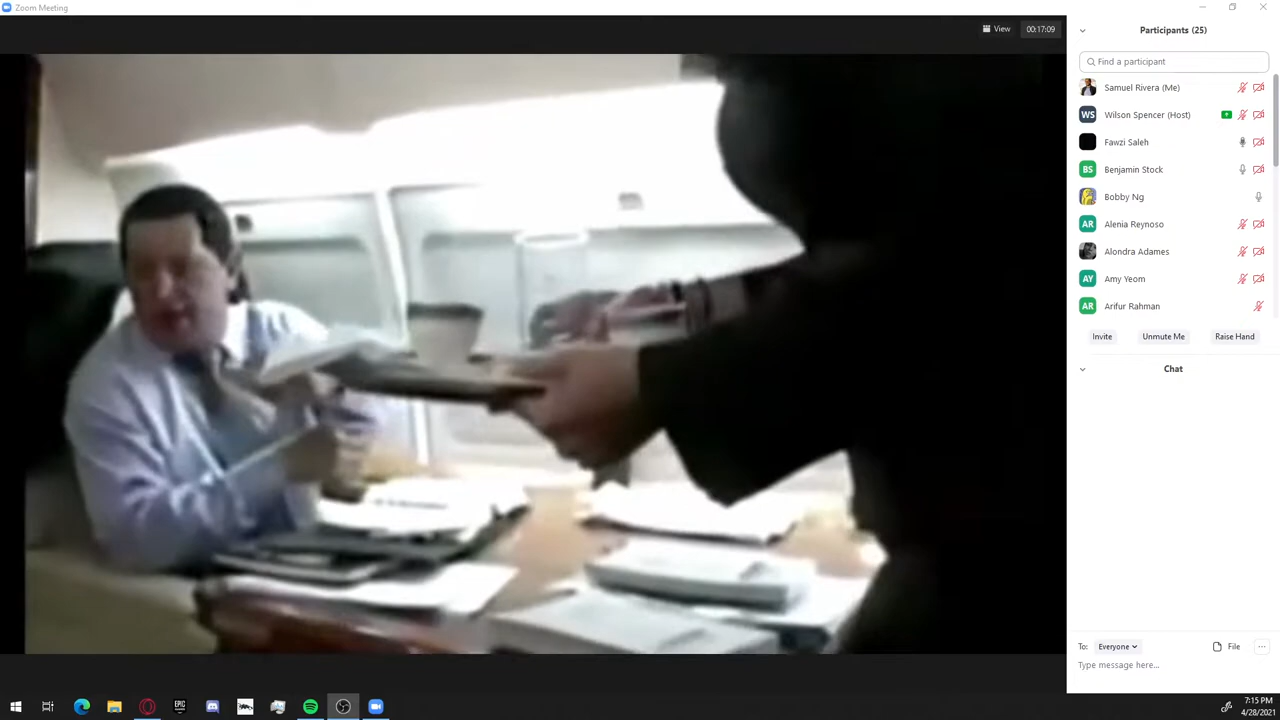 Zoom Meeting
View
00:17:09
Participants (25)
Find a participant
Samuel Rivera (Me)
WS Wilson Spencer (Host)
Fawzi Saleh
BS Benjamin Stock
Bobby Ng
AR Alenia Reynoso
Alondra Adames
AY Amy Yeom
AR Arifur Rahman
Invite Unmute Me Raise Hand
Chat
To: Everyone File ...
Type message here...
EPIC
GAMES
7:15 PM
4/28/2021